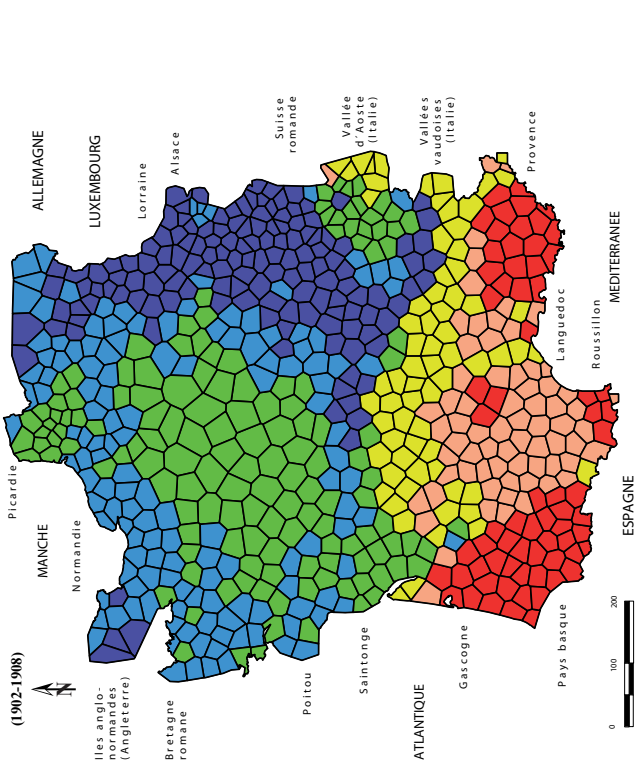 (1902-1908)
N
ALLEMAGNE
LUXEMBOURG
Lorraine
Alsace
Suisse
romande
Vallée
d'Aoste
(Italie)
Vallées
vaudoises
(Italie)
Provence
MEDITERRANEE
Languedoc
Roussillon
Picardie
MANCHE
Normandie
Iles anglo-
normandes
(Angleterre)
Bretagne
romane
Poitou
Saintonge
ATLANTIQUE
Gascogne
Pays basque
ESPAGNE
0 100 200